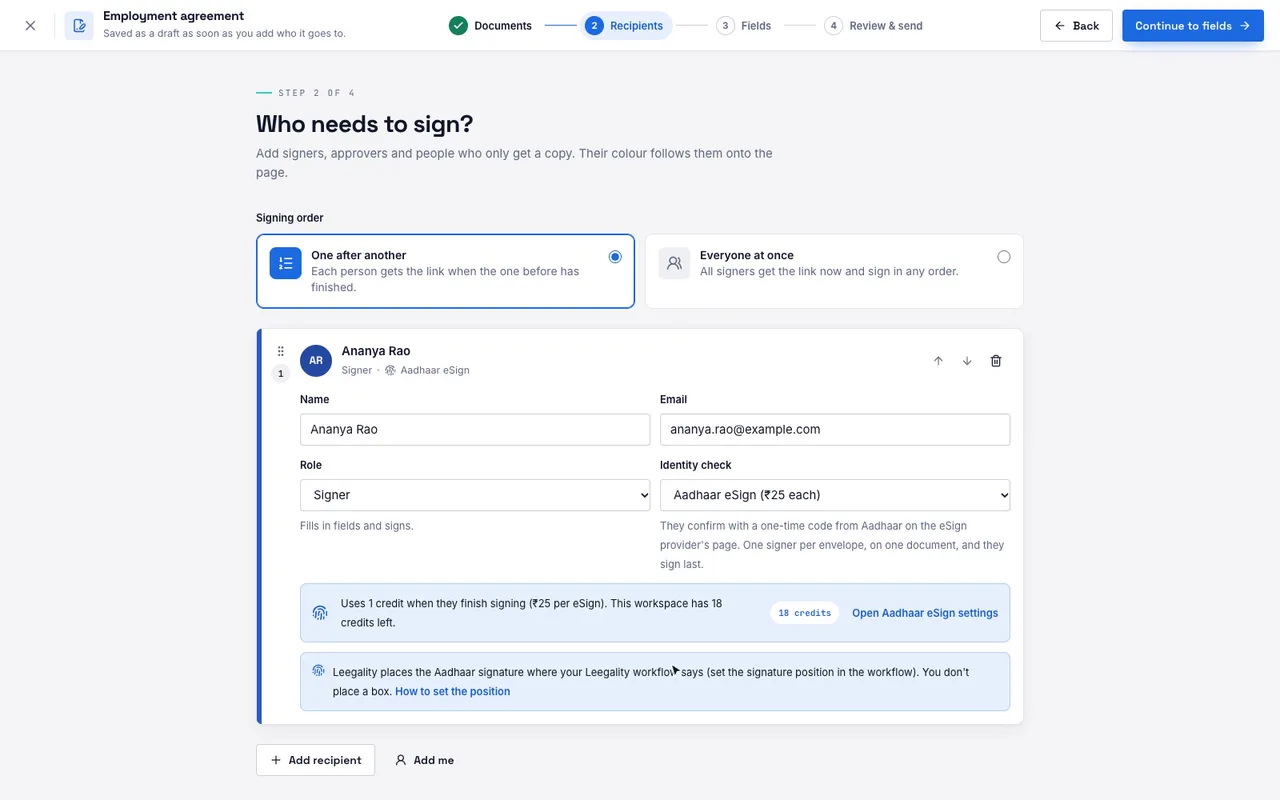 Employment agreement
Saved as a draft as soon as you add who it goes to.
Documents
2 Recipients
3 Fields
4 Review & send
Back
Continue to fields
STEP 2 OF 4
Who needs to sign?
Add signers, approvers and people who only get a copy. Their colour follows them onto the
page.
Signing order
One after another
Each person gets the link when the one before has
finished.
Everyone at once
All signers get the link now and sign in any order.
1
AR
Ananya Rao
Signer · Aadhaar eSign
Name
Ananya Rao
Email
ananya.rao@example.com
Role
Signer
Fills in fields and signs.
Identity check
Aadhaar eSign (₹25 each)
They confirm with a one-time code from Aadhaar on the eSign
provider's page. One signer per envelope, on one document, and they
sign last.
Uses 1 credit when they finish signing (₹25 per eSign). This workspace has 18
credits left.
18 credits
Open Aadhaar eSign settings
Leegality places the Aadhaar signature where your Leegality workflow says (set the signature position in the workflow). You don't
place a box. How to set the position
Add recipient
Add me